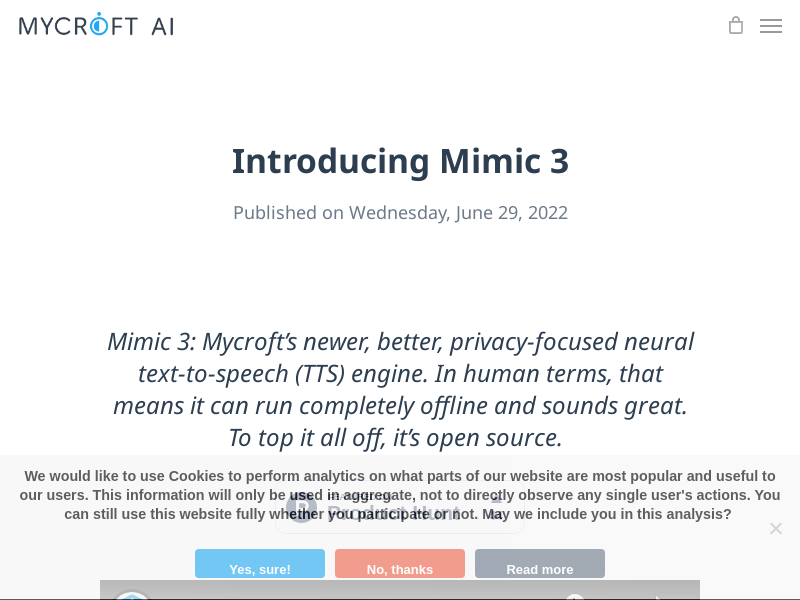 MYCROFT AI
Introducing Mimic 3
Published on Wednesday, June 29, 2022
Mimic 3: Mycroft's newer, better, privacy-focused neural
text-to-speech (TTS) engine. In human terms, that
means it can run completely offline and sounds great.
To top it all off, it's open source.
We would like to use Cookies to perform analytics on what parts of our website are most popular and useful to
our users. This information will only be used in aggregate, not to directly observe any single user's actions. You
can still use this website fully whether you participate or not. May we include you in this analysis?
Product Hunt
Yes, sure!
No, thanks
Read more